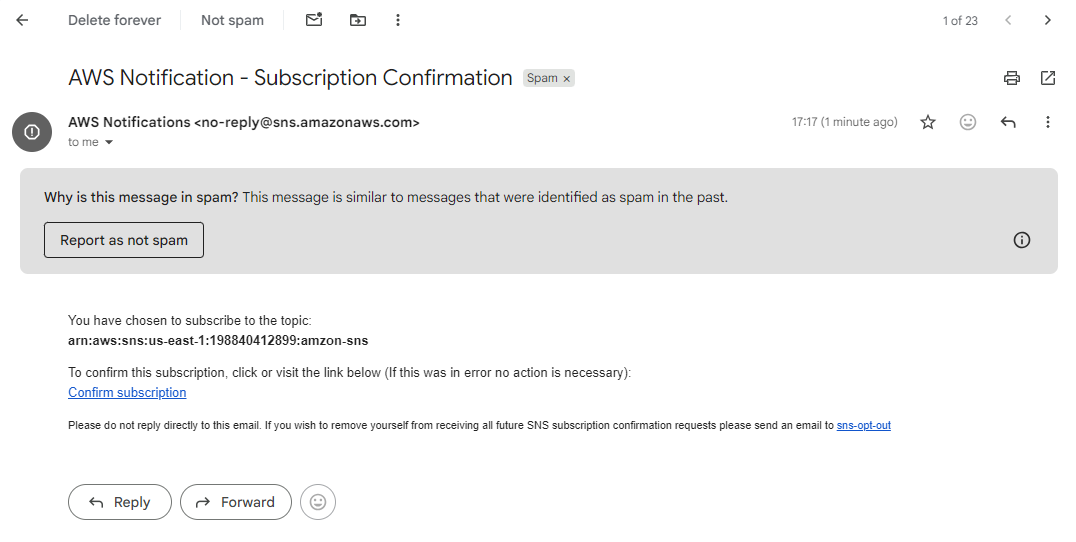 Delete forever Not spam 1 of 23
AWS Notification - Subscription Confirmation Spam ×
AWS Notifications <no-reply@sns.amazonaws.com> 17:17 (1 minute ago)
to me
Why is this message in spam? This message is similar to messages that were identified as spam in the past.
Report as not spam
You have chosen to subscribe to the topic:
arn:aws:sns:us-east-1:198840412899:amzon-sns
To confirm this subscription, click or visit the link below (If this was in error no action is necessary):
Confirm subscription
Please do not reply directly to this email. If you wish to remove yourself from receiving all future SNS subscription confirmation requests please send an email to sns-opt-out
Reply Forward